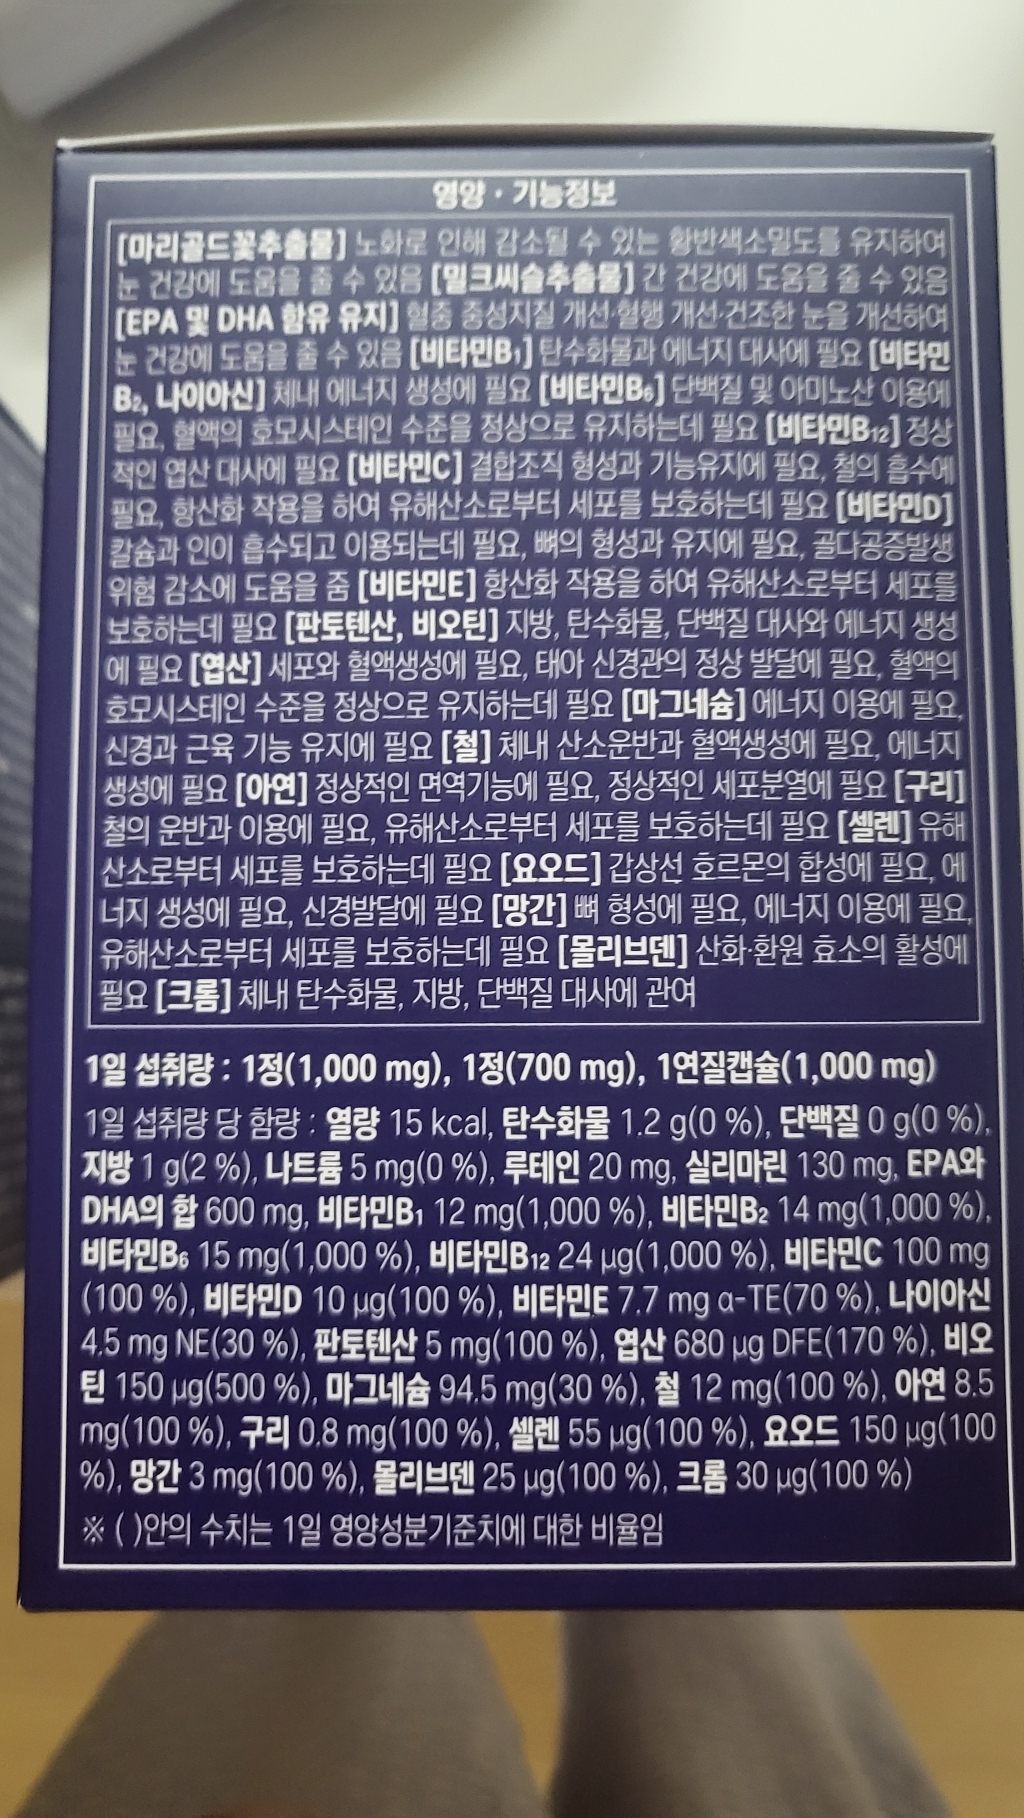 영양 · 기능정보
[마리골드꽃추출물] 노화로 인해 감소될 수 있는 황반색소밀도를 유지하여
눈 건강에 도움을 줄 수 있음 [밀크씨슬추출물] 간 건강에 도움을 줄 수 있음
[EPA 및 DHA 함유 유지] 혈중 중성지질 개선·혈행 개선·건조한 눈을 개선하여
눈 건강에 도움을 줄 수 있음 [비타민B₁] 탄수화물과 에너지 대사에 필요 [비타민
B₂, 나이아신] 체내 에너지 생성에 필요 [비타민B₆] 단백질 및 아미노산 이용에
필요, 혈액의 호모시스테인 수준을 정상으로 유지하는데 필요 [비타민B₁₂] 정상
적인 엽산 대사에 필요 [비타민C] 결합조직 형성과 기능유지에 필요, 철의 흡수에
필요, 항산화 작용을 하여 유해산소로부터 세포를 보호하는데 필요 [비타민D]
칼슘과 인이 흡수되고 이용되는데 필요, 뼈의 형성과 유지에 필요, 골다공증발생
위험 감소에 도움을 줌 [비타민E] 항산화 작용을 하여 유해산소로부터 세포를
보호하는데 필요 [판토텐산, 비오틴] 지방, 탄수화물, 단백질 대사와 에너지 생성
에 필요 [엽산] 세포와 혈액생성에 필요, 태아 신경관의 정상 발달에 필요, 혈액의
호모시스테인 수준을 정상으로 유지하는데 필요 [마그네슘] 에너지 이용에 필요,
신경과 근육 기능 유지에 필요 [철] 체내 산소운반과 혈액생성에 필요, 에너지
생성에 필요 [아연] 정상적인 면역기능에 필요, 정상적인 세포분열에 필요 [구리]
철의 운반과 이용에 필요, 유해산소로부터 세포를 보호하는데 필요 [셀렌] 유해
산소로부터 세포를 보호하는데 필요 [요오드] 갑상선 호르몬의 합성에 필요, 에
너지 생성에 필요, 신경발달에 필요 [망간] 뼈 형성에 필요, 에너지 이용에 필요,
유해산소로부터 세포를 보호하는데 필요 [몰리브덴] 산화·환원 효소의 활성에
필요 [크롬] 체내 탄수화물, 지방, 단백질 대사에 관여
1일 섭취량 : 1정(1,000 mg), 1정(700 mg), 1연질캡슐(1,000 mg)
1일 섭취량 당 함량 : 열량 15 kcal, 탄수화물 1.2 g(0 %), 단백질 0 g(0 %),
지방 1 g(2 %), 나트륨 5 mg(0 %), 루테인 20 mg, 실리마린 130 mg, EPA와
DHA의 합 600 mg, 비타민B₁ 12 mg(1,000 %), 비타민B₂ 14 mg(1,000 %),
비타민B₆ 15 mg(1,000 %), 비타민B₁₂ 24 μg(1,000 %), 비타민C 100 mg
(100 %), 비타민D 10 μg(100 %), 비타민E 7.7 mg α-TE(70 %), 나이아신
4.5 mg NE(30 %), 판토텐산 5 mg(100 %), 엽산 680 μg DFE(170 %), 비오
틴 150 μg(500 %), 마그네슘 94.5 mg(30 %), 철 12 mg(100 %), 아연 8.5
mg(100 %), 구리 0.8 mg(100 %), 셀렌 55 μg(100 %), 요오드 150 μg(100
%), 망간 3 mg(100 %), 몰리브덴 25 μg(100 %), 크롬 30 μg(100 %)
※ ( )안의 수치는 1일 영양성분기준치에 대한 비율임